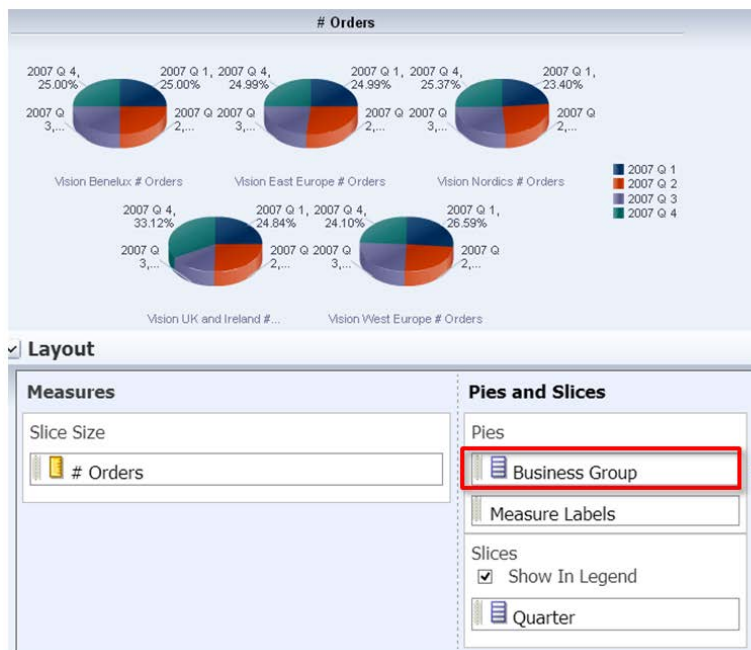 # Orders
2007 Q 4, 25.00%
2007 Q 1, 25.00%
2007 Q 3,...
2007 Q 2,...
Vision Benelux # Orders
2007 Q 4, 24.99%
2007 Q 1, 24.99%
2007 Q 3,...
2007 Q 2,...
Vision East Europe # Orders
2007 Q 4, 25.37%
2007 Q 1, 23.40%
2007 Q 3,...
2007 Q 2,...
Vision Nordics # Orders
2007 Q 1
2007 Q 2
2007 Q 3
2007 Q 4
2007 Q 4, 33.12%
2007 Q 1, 24.84%
2007 Q 3,...
2007 Q 2,...
Vision UK and Ireland #...
2007 Q 4, 24.10%
2007 Q 1, 26.59%
2007 Q 3,...
2007 Q 2,...
Vision West Europe # Orders
Layout
Measures
Slice Size
# Orders
Pies and Slices
Pies
Business Group
Measure Labels
Slices
Show In Legend
Quarter